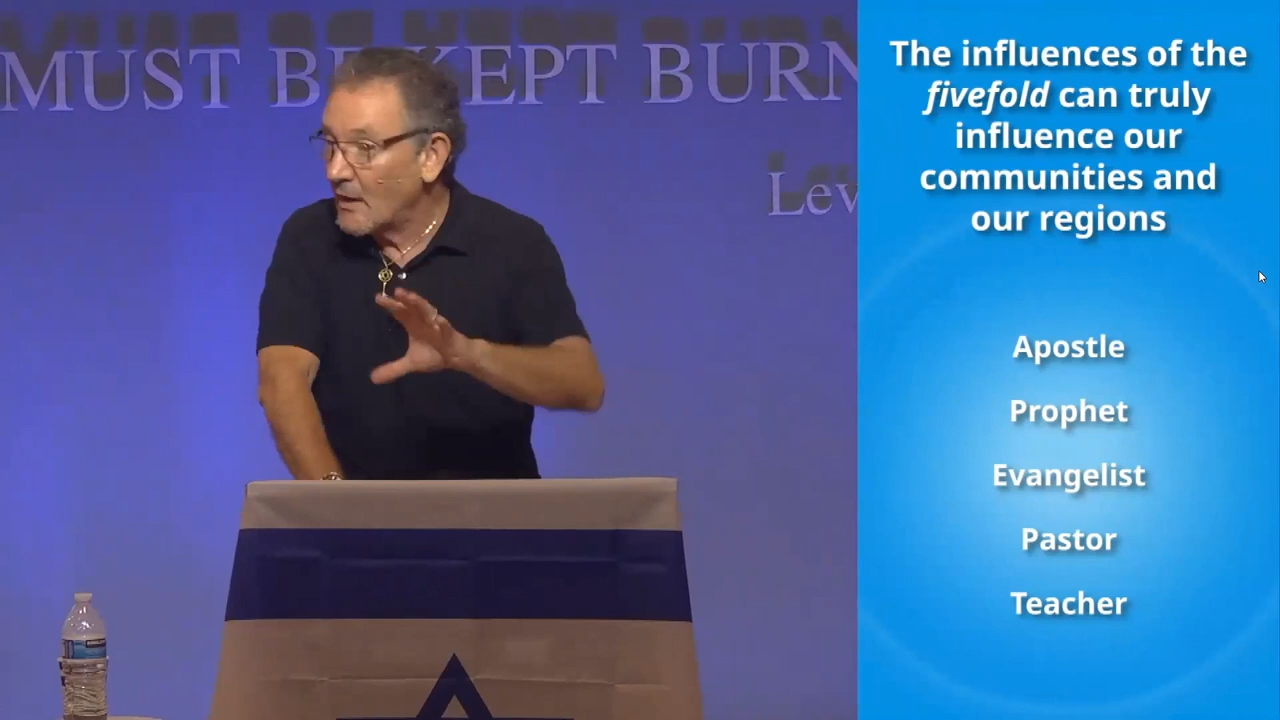 MUST BE KEPT BURN
Lev
The influences of the
fivefold can truly
influence our
communities and
our regions
Apostle
Prophet
Evangelist
Pastor
Teacher